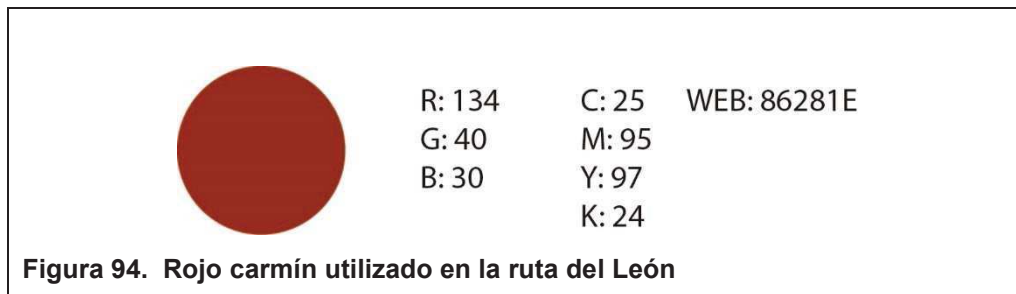 R: 134 C: 25 WEB: 86281E
G: 40 M: 95
B: 30 Y: 97
K: 24
Figura 94. Rojo carmín utilizado en la ruta del León